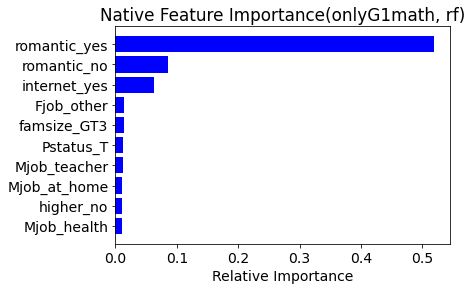 Native Feature Importance(onlyG1math, rf)
romantic_yes
romantic_no
internet_yes
Fjob_other
famsize_GT3
Pstatus_T
Mjob_teacher
Mjob_at_home
higher_no
Mjob_health
0.0 0.1 0.2 0.3 0.4 0.5
Relative Importance